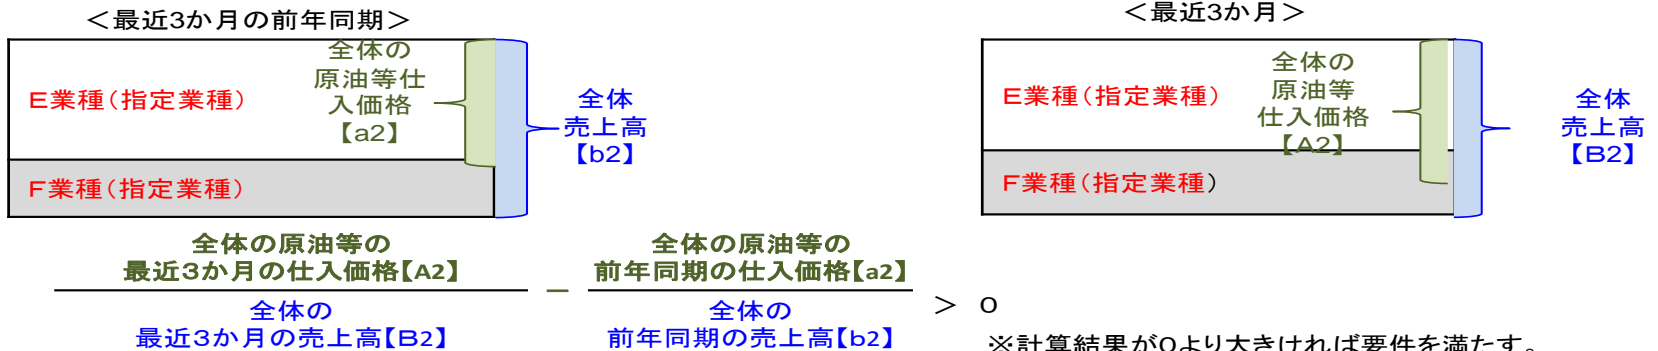 ＜最近3か月の前年同期＞
E業種(指定業種)
全体の
原油等仕
入価格
【a2】
全体
売上高
【b2】
F業種(指定業種)
＜最近3か月＞
E業種(指定業種)
全体の
原油等
仕入価格
【A2】
全体
売上高
【B2】
F業種(指定業種)
全体の原油等の
最近3か月の仕入価格【A2】
全体の
最近3か月の売上高【B2】
－
全体の原油等の
前年同期の仕入価格【a2】
全体の
前年同期の売上高【b2】
＞ 0
※計算結果が0より大きければ要件を満たす。